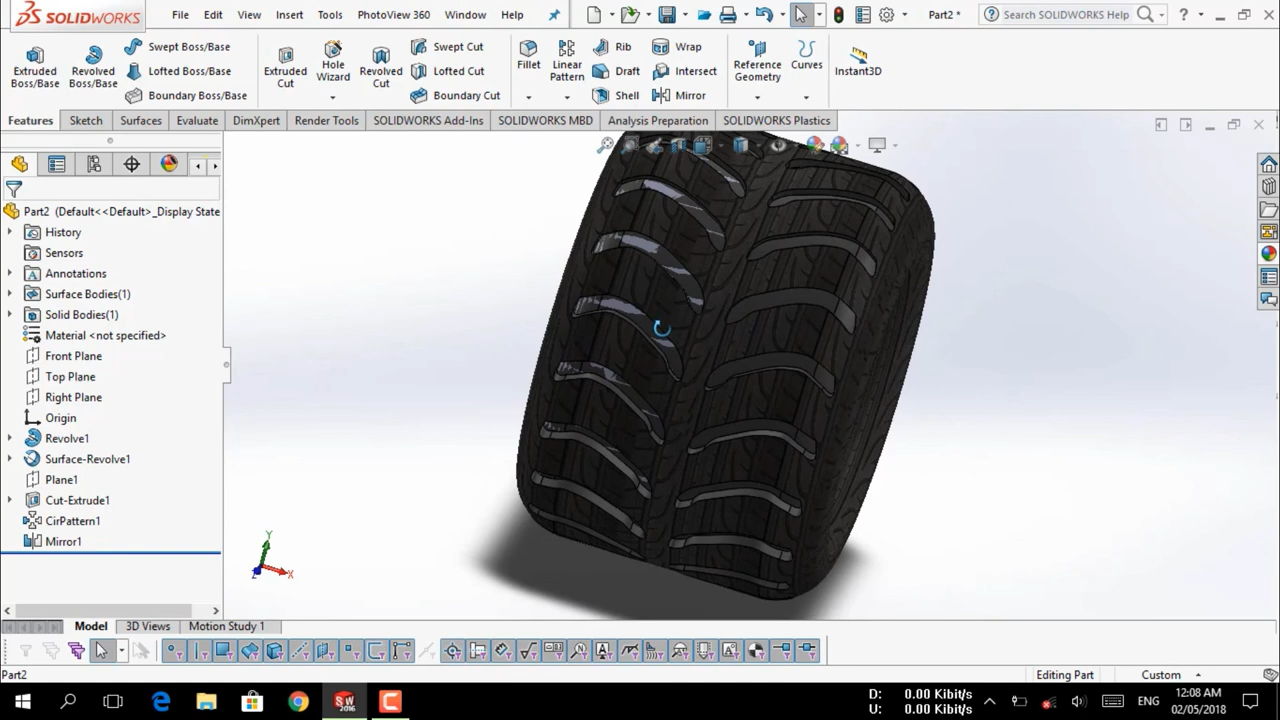 SOLIDWORKS File Edit View Insert Tools PhotoView 360 Window Help Part2 * Search SOLIDWORKS Help ?
Extruded Boss/Base
Revolved Boss/Base
Swept Boss/Base
Lofted Boss/Base
Boundary Boss/Base
Extruded Cut
Hole Wizard
Revolved Cut
Swept Cut
Lofted Cut
Boundary Cut
Fillet
Linear Pattern
Rib
Draft
Shell
Wrap
Intersect
Mirror
Reference Geometry
Curves
Instant3D
Features Sketch Surfaces Evaluate DimXpert Render Tools SOLIDWORKS Add-Ins SOLIDWORKS MBD Analysis Preparation SOLIDWORKS Plastics
Part2 (Default<<Default>_Display State
History
Sensors
Annotations
Surface Bodies(1)
Solid Bodies(1)
Material <not specified>
Front Plane
Top Plane
Right Plane
Origin
Revolve1
Surface-Revolve1
Plane1
Cut-Extrude1
CirPattern1
Mirror1
Y
Z X
Model 3D Views Motion Study 1
Part2 Editing Part Custom
SW 2016
D: 0.00 Kibit/s
U: 0.00 Kibit/s
ENG
12:08 AM
02/05/2018